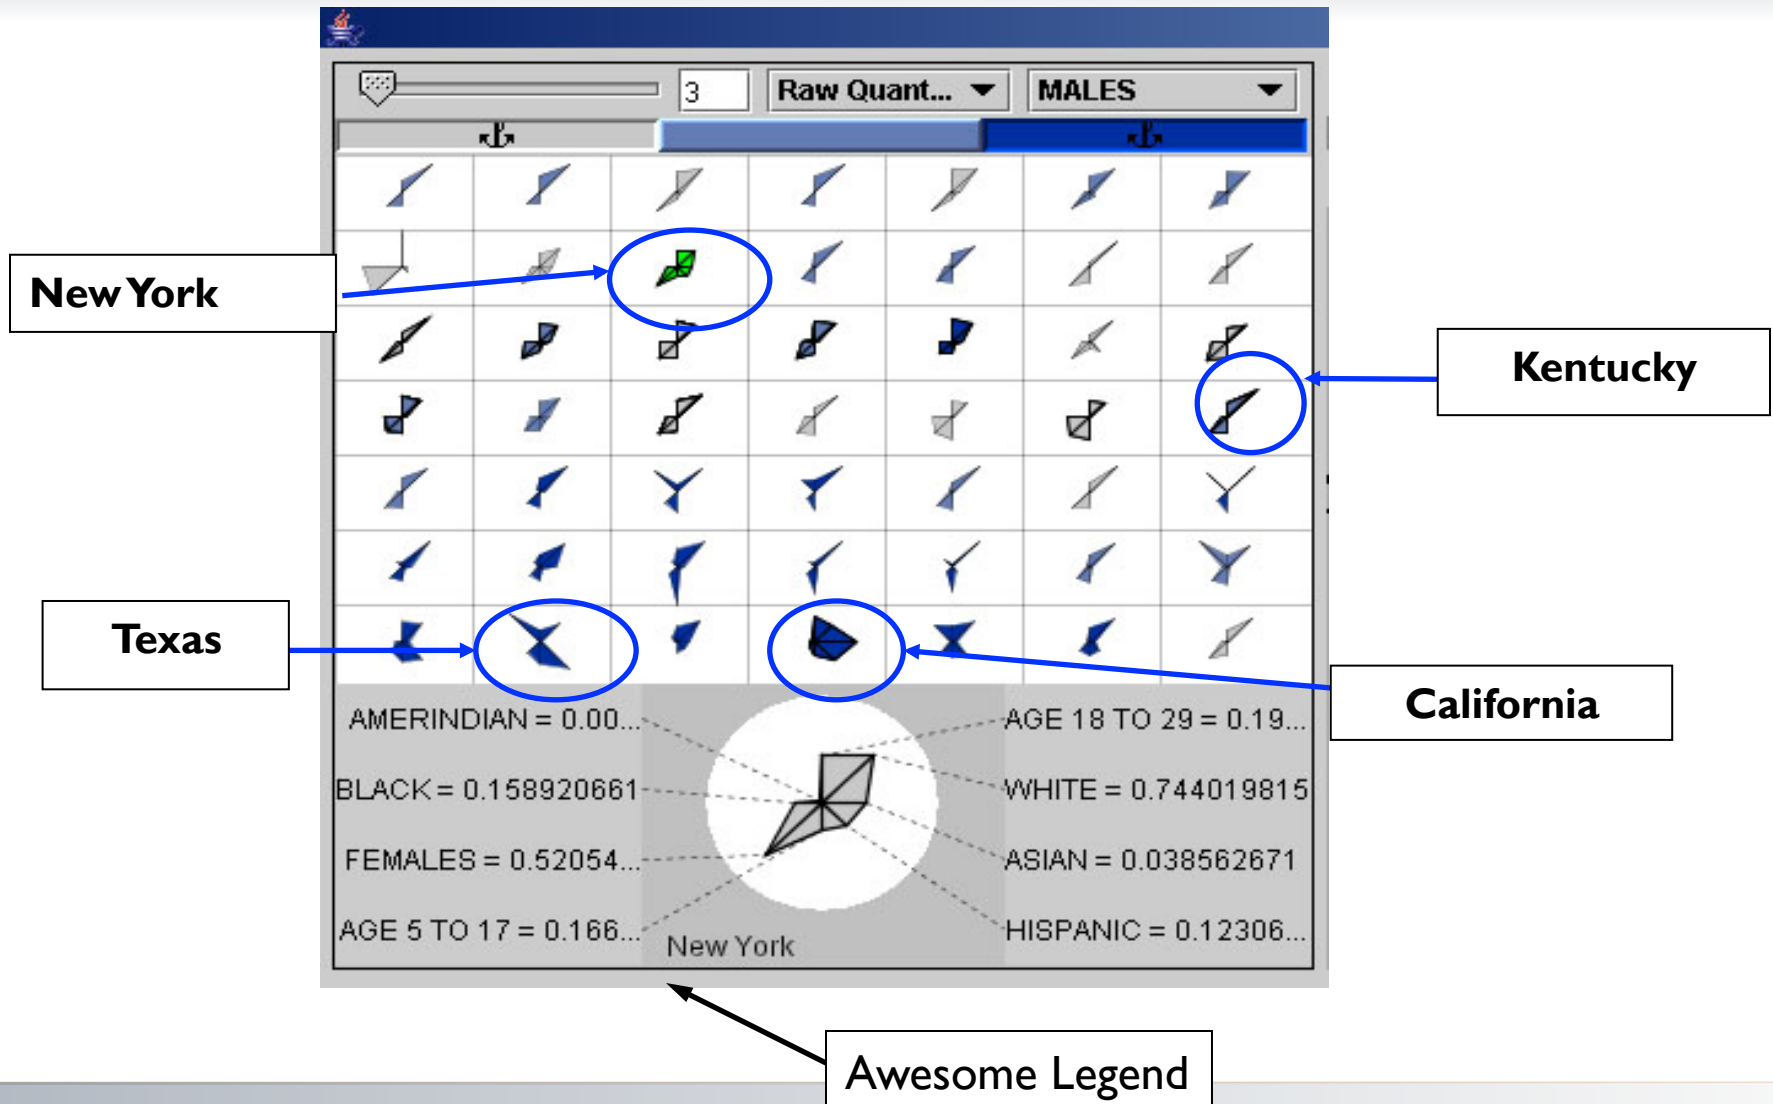 3 Raw Quant... MALES
New York
Kentucky
Texas
California
AMERINDIAN = 0.00... AGE 18 TO 29 = 0.19...
BLACK = 0.158920661 WHITE = 0.744019815
FEMALES = 0.52054... ASIAN = 0.038562671
AGE 5 TO 17 = 0.166... HISPANIC = 0.12306...
New York
Awesome Legend